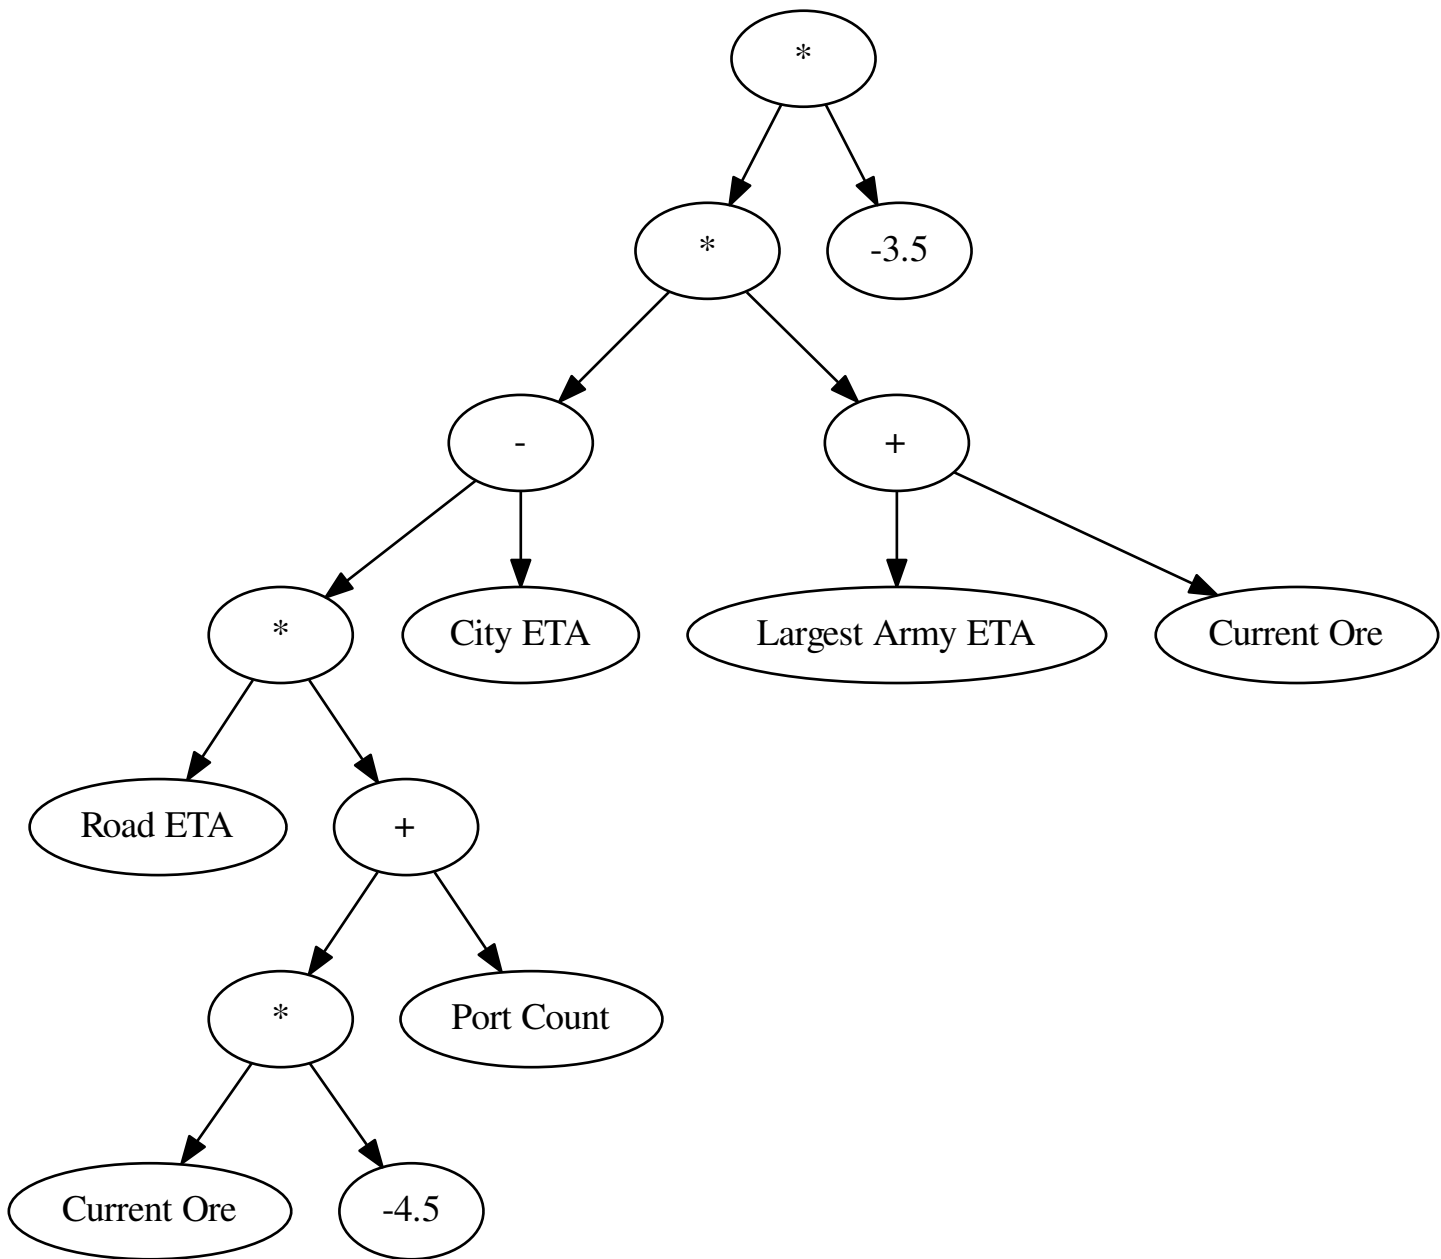 *
*
-3.5
-
+
*
City ETA
Largest Army ETA
Current Ore
Road ETA
+
*
Port Count
Current Ore
-4.5